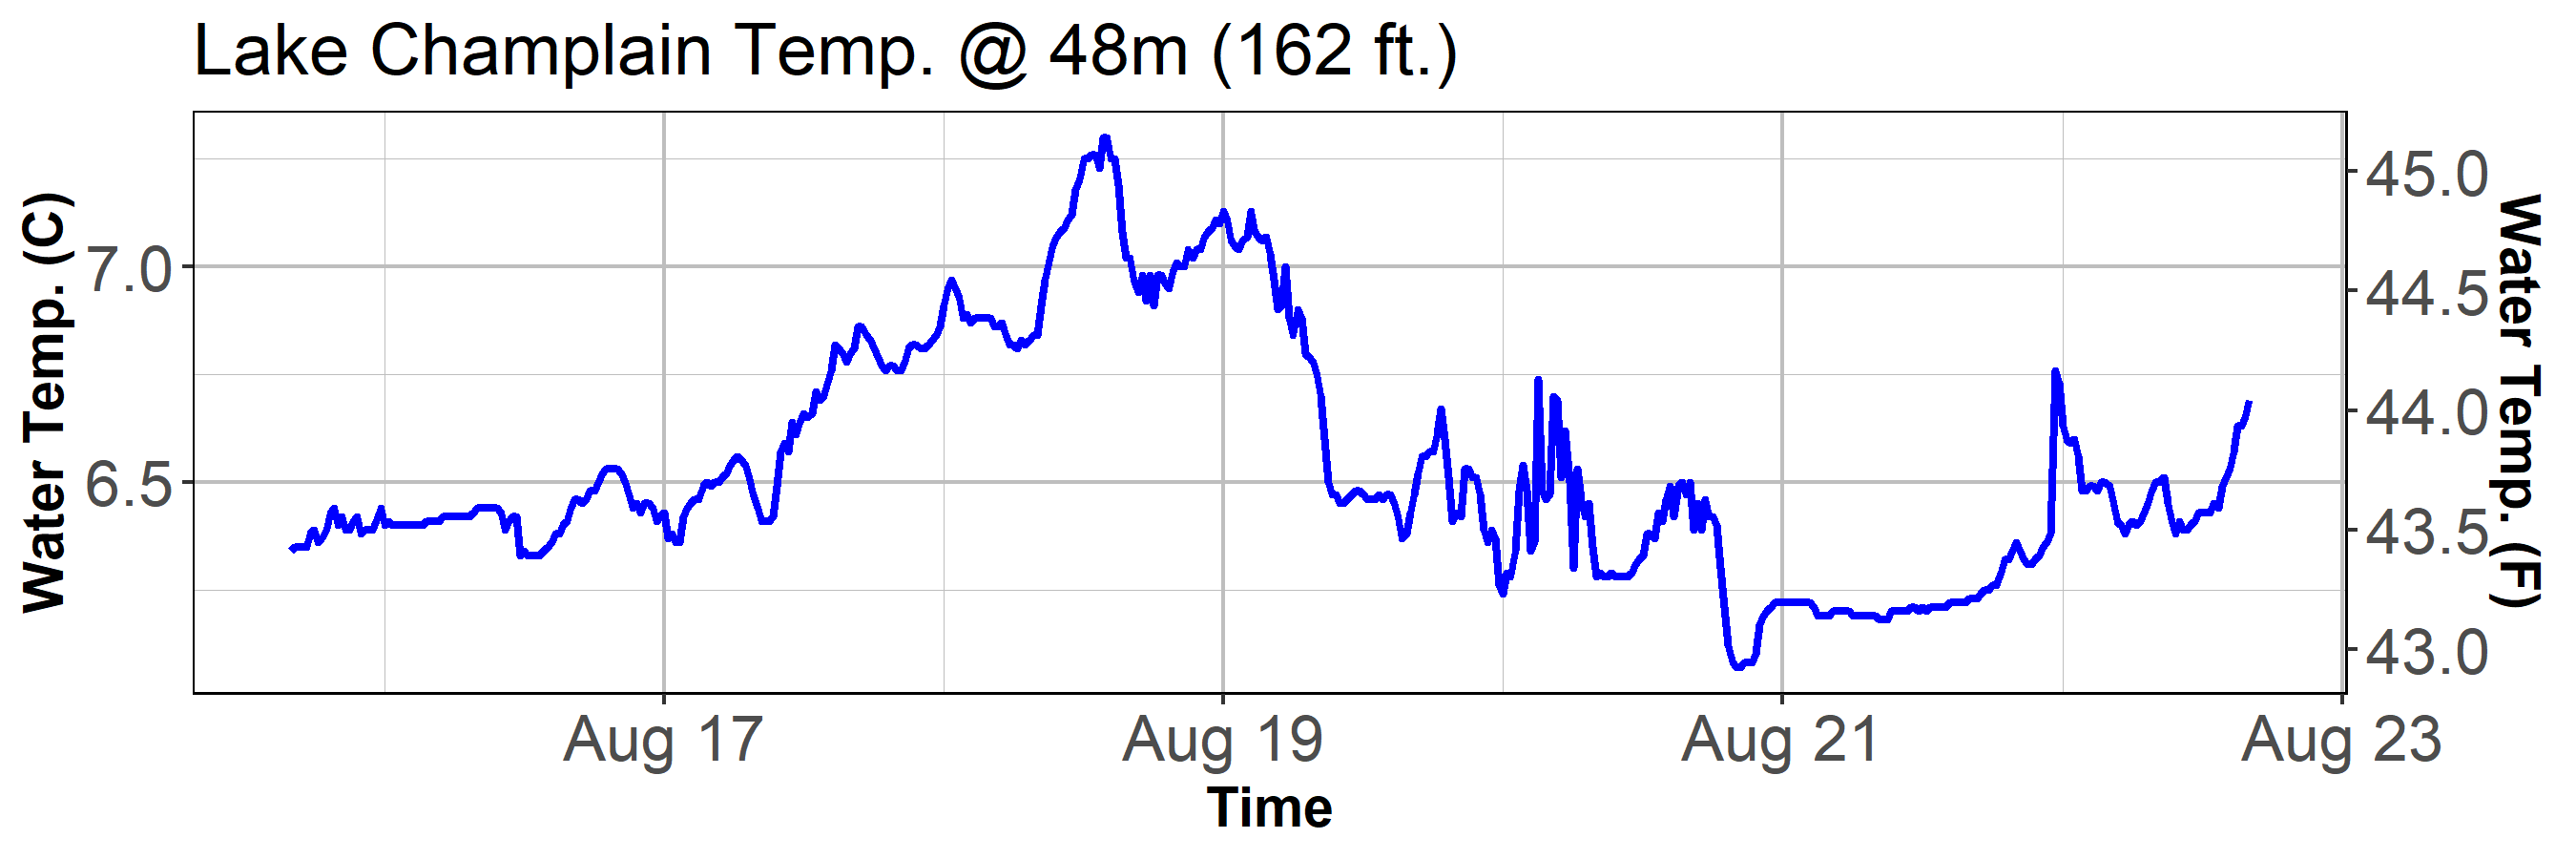 Lake Champlain Temp. @ 48m (162 ft.)
Water Temp. (C)
7.0
6.5
45.0
44.5
44.0
43.5
43.0
Water Temp. (F)
Aug 17
Aug 19
Aug 21
Aug 23
Time